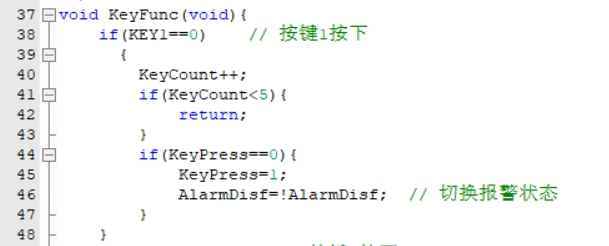 37 void KeyFunc(void){
38 if(KEY1==0) // 按键1按下
39 {
40 KeyCount++;
41 if(KeyCount<5){
42 return;
43 }
44 if(KeyPress==0){
45 KeyPress=1;
46 AlarmDisf=!AlarmDisf; // 切换报警状态
47 }
48 }